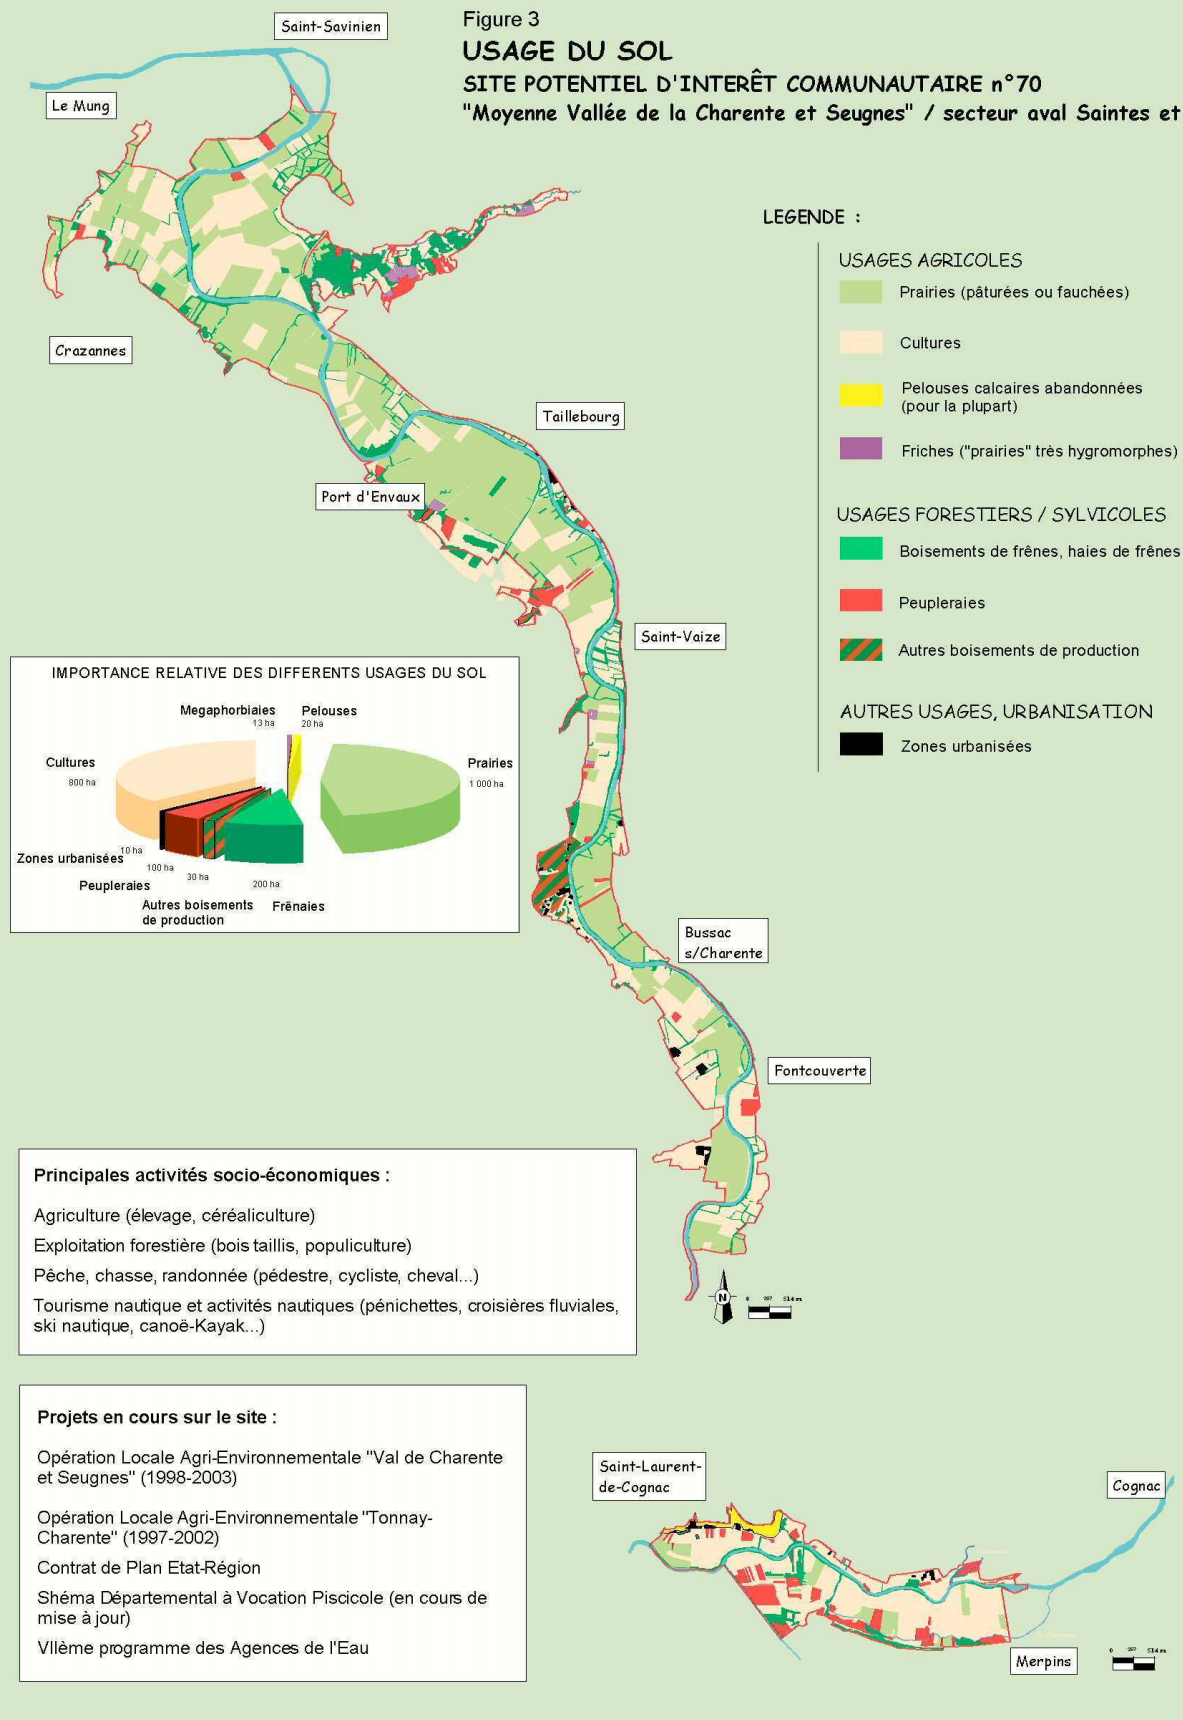 Figure 3
USAGE DU SOL
SITE POTENTIEL D'INTERÊT COMMUNAUTAIRE n°70
"Moyenne Vallée de la Charente et Seugnes" / secteur aval Saintes et
Saint-Savinien
Le Mung
Crazannes
Taillebourg
Port d'Envaux
Saint-Vaize
Bussac
s/Charente
Fontcouverte
LEGENDE :
USAGES AGRICOLES
Prairies (pâturées ou fauchées)
Cultures
Pelouses calcaires abandonnées
(pour la plupart)
Friches ("prairies" très hygromorphes)
USAGES FORESTIERS / SYLVICOLES
Boisements de frênes, haies de frênes
Peupleraies
Autres boisements de production
AUTRES USAGES, URBANISATION
Zones urbanisées
IMPORTANCE RELATIVE DES DIFFERENTS USAGES DU SOL
Megaphorbiaies
13 ha
Pelouses
20 ha
Cultures
800 ha
Prairies
1 000 ha
10 ha
Zones urbanisées
100 ha
Peupleraies
30 ha
Autres boisements
de production
200 ha
Frênaies
Principales activités socio-économiques :
Agriculture (élevage, céréaliculture)
Exploitation forestière (bois taillis, populiculture)
Pêche, chasse, randonnée (pédestre, cycliste, cheval...)
Tourisme nautique et activités nautiques (pénichettes, croisières fluviales,
ski nautique, canoë-Kayak...)
N
0 257 514 m
Projets en cours sur le site :
Opération Locale Agri-Environnementale "Val de Charente
et Seugnes" (1998-2003)
Opération Locale Agri-Environnementale "Tonnay-
Charente" (1997-2002)
Contrat de Plan Etat-Région
Shéma Départemental à Vocation Piscicole (en cours de
mise à jour)
VIIème programme des Agences de l'Eau
Saint-Laurent-
de-Cognac
Cognac
Merpins
0 257 514 m